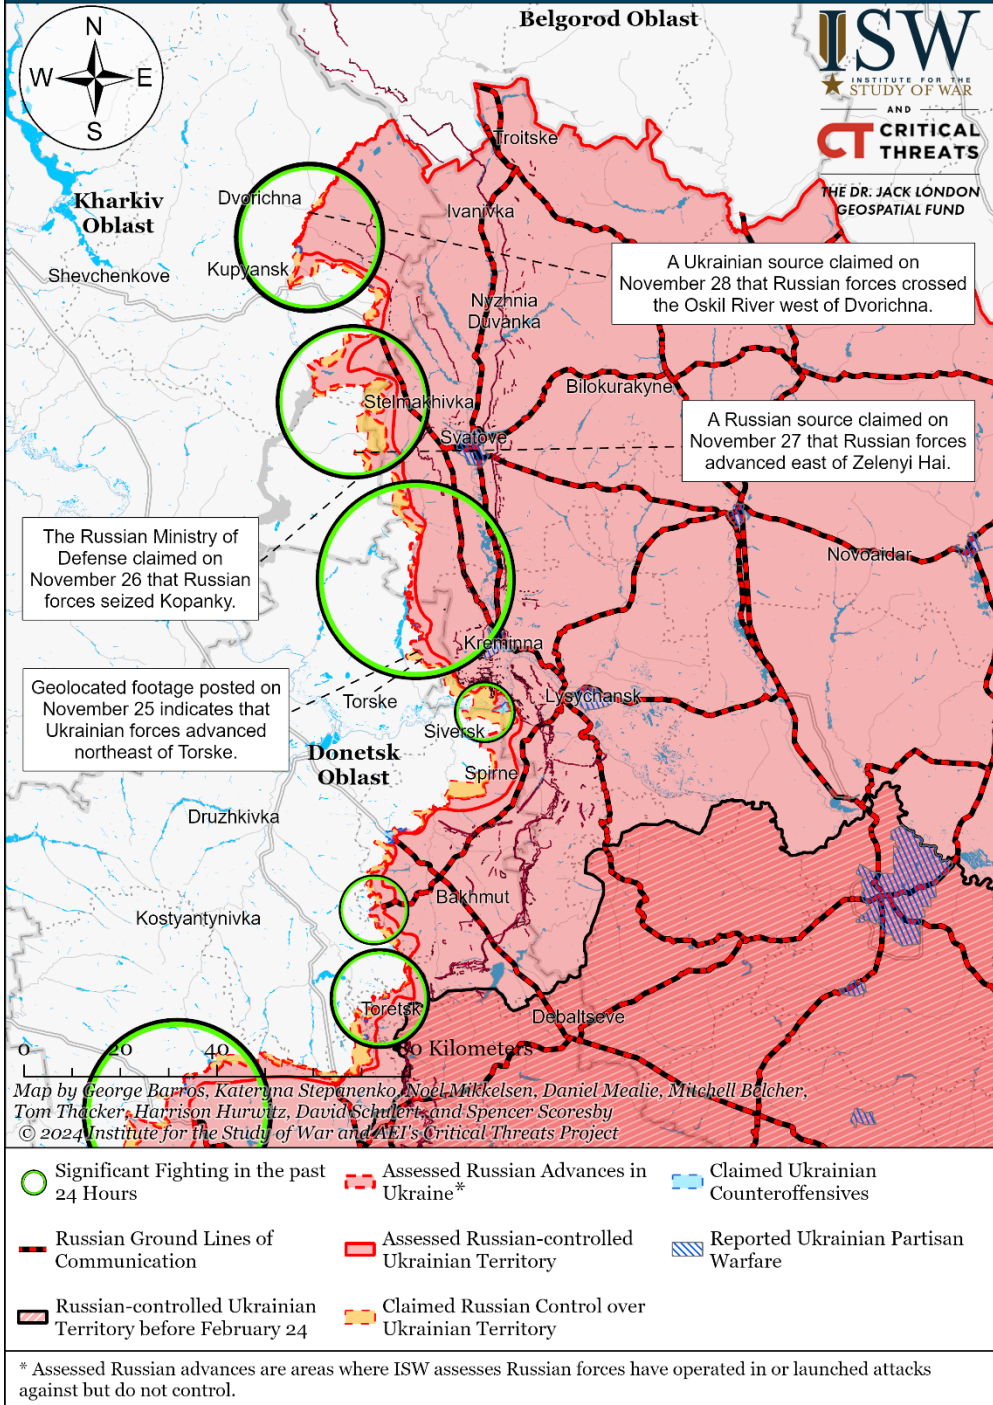 Belgorod Oblast
N
W
E
S
ISW
INSTITUTE FOR THE
STUDY OF WAR
AND
CT CRITICAL
THREATS
THE DR. JACK LONDON
GEOSPATIAL FUND
Troitske
Dvorichna
Kharkiv
Oblast
Ivanivka
Shevchenkove
Kupyansk
A Ukrainian source claimed on
November 28 that Russian forces crossed
the Oskil River west of Dvorichna.
Nyzhnia
Duvanka
Bilokurakyne
Stelmakhivka
Svatove
A Russian source claimed on
November 27 that Russian forces
advanced east of Zelenyi Hai.
The Russian Ministry of
Defense claimed on
November 26 that Russian
forces seized Kopanky.
Novoaidar
Kreminna
Geolocated footage posted on
November 25 indicates that
Ukrainian forces advanced
northeast of Torske.
Torske
Lysychansk
Siversk
Donetsk
Oblast
Spirne
Druzhkivka
Bakhmut
Kostyantynivka
Toretsk
Debaltseve
0 20 40 80 Kilometers
Map by George Barros, Kateryna Stepanenko, Noel Mikkelsen, Daniel Mealie, Mitchell Belcher,
Tom Thacker, Harrison Hurwitz, David Schulert, and Spencer Scoresby
© 2024 Institute for the Study of War and AEI's Critical Threats Project
Significant Fighting in the past
24 Hours
Assessed Russian Advances in
Ukraine*
Claimed Ukrainian
Counteroffensives
Russian Ground Lines of
Communication
Assessed Russian-controlled
Ukrainian Territory
Reported Ukrainian Partisan
Warfare
Russian-controlled Ukrainian
Territory before February 24
Claimed Russian Control over
Ukrainian Territory
* Assessed Russian advances are areas where ISW assesses Russian forces have operated in or launched attacks
against but do not control.